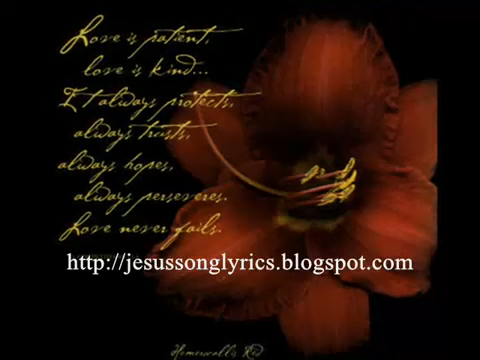 Love is patient,
love is kind...
It always protects,
always trusts,
always hopes,
always perseveres.
Love never fails.
http://jesussonglyrics.blogspot.com
Red